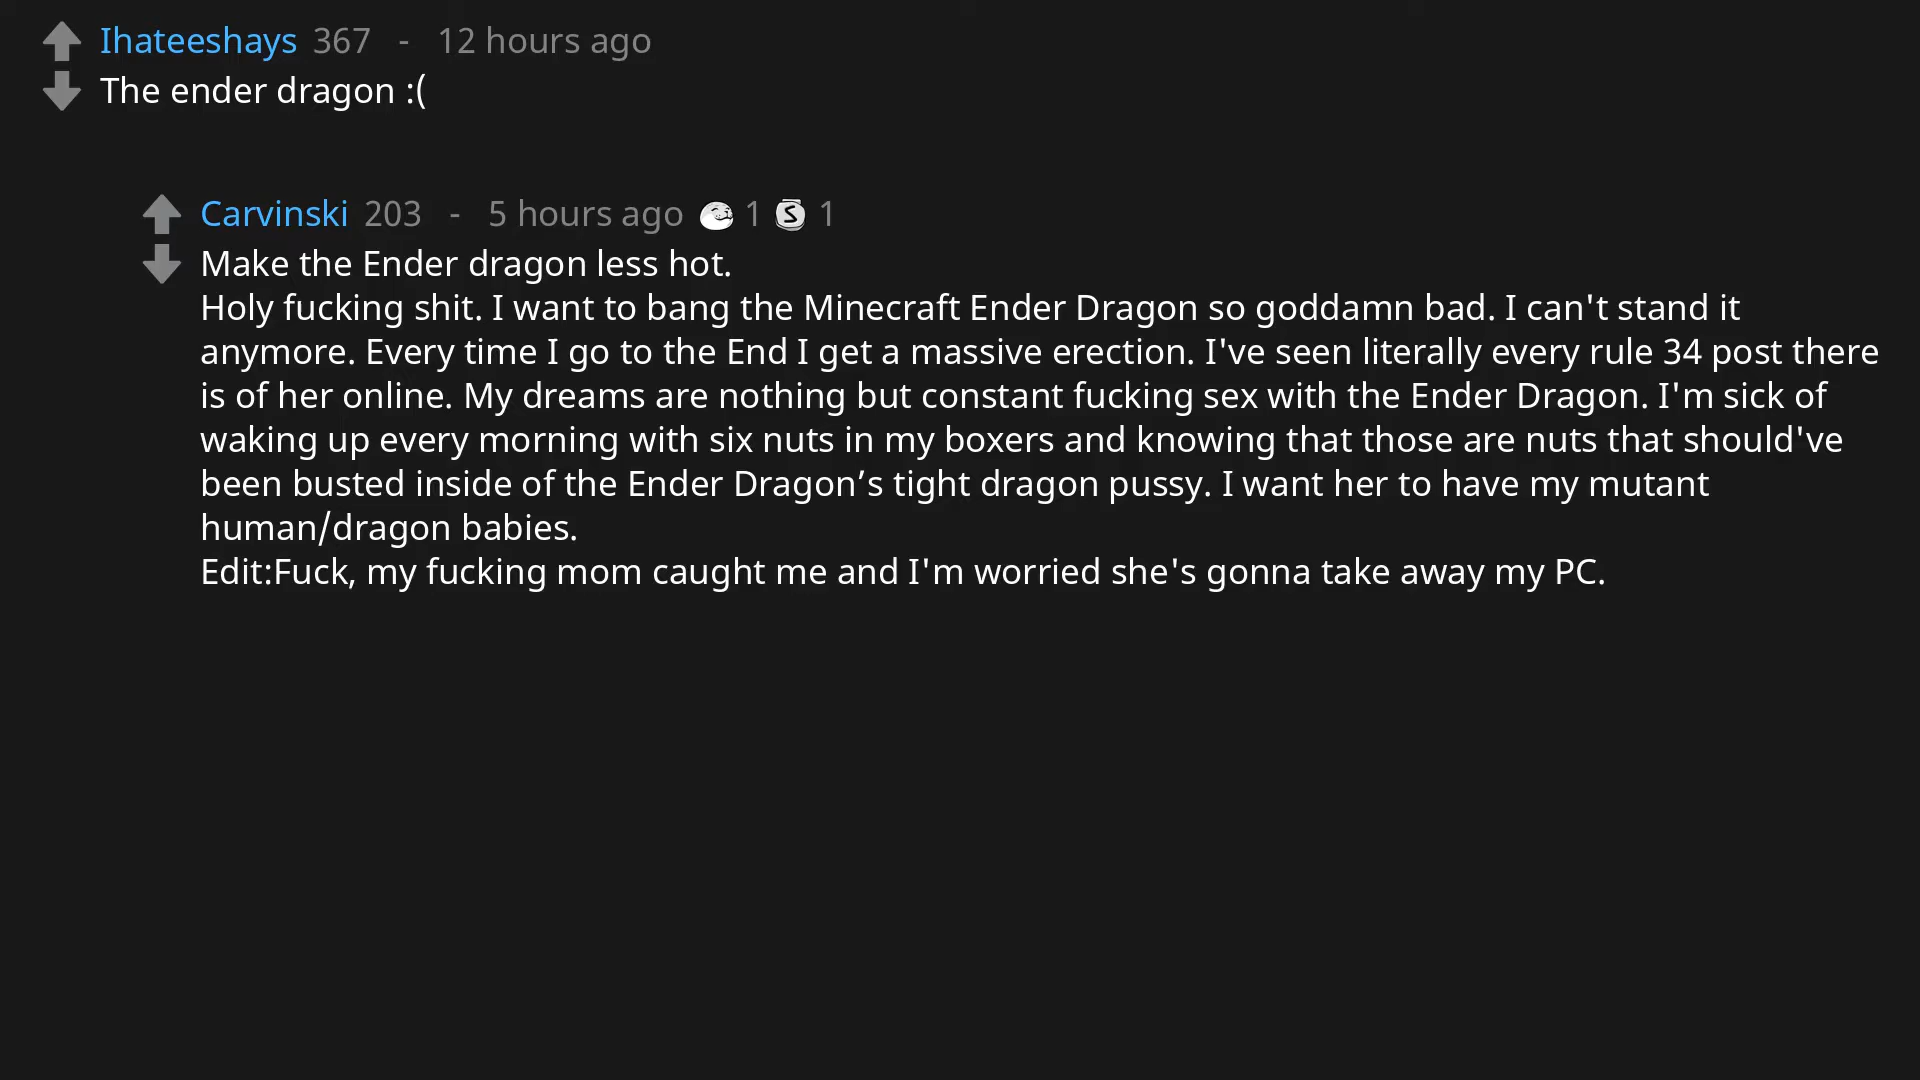 Ihateeshays 367 - 12 hours ago
The ender dragon :(
Carvinski 203 - 5 hours ago 1 S 1
Make the Ender dragon less hot.
Holy fucking shit. I want to bang the Minecraft Ender Dragon so goddamn bad. I can't stand it
anymore. Every time I go to the End I get a massive erection. I've seen literally every rule 34 post there
is of her online. My dreams are nothing but constant fucking sex with the Ender Dragon. I'm sick of
waking up every morning with six nuts in my boxers and knowing that those are nuts that should've
been busted inside of the Ender Dragon’s tight dragon pussy. I want her to have my mutant
human/dragon babies.
Edit:Fuck, my fucking mom caught me and I'm worried she's gonna take away my PC.